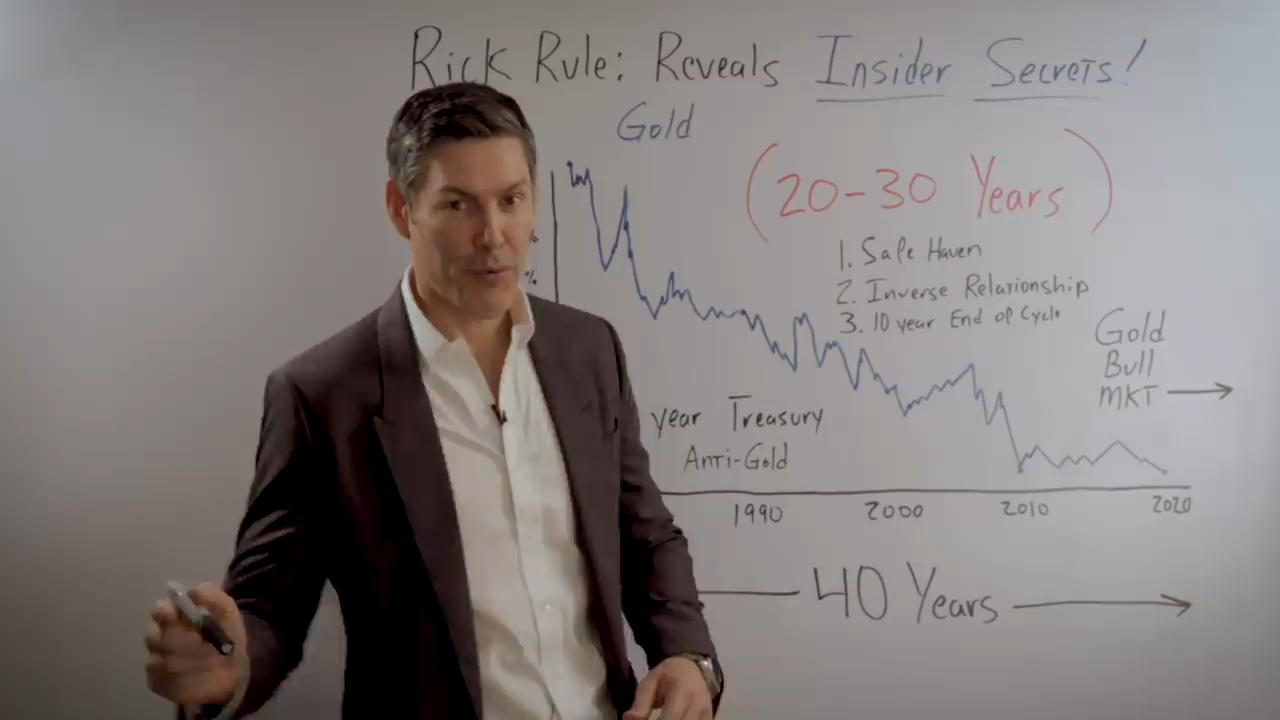 Rick Rule: Reveals Insider Secrets!
Gold
(20-30 Years)
1. Safe Haven
2. Inverse Relationship
3. 10 year End of Cycle
Gold
Bull
MKT
%
%
year Treasury
Anti-Gold
1990 2000 2010 2020
40 Years